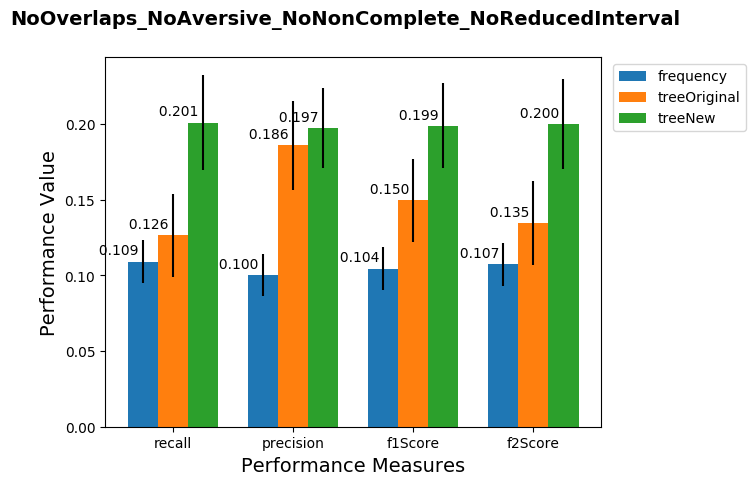 NoOverlaps_NoAversive_NoNonComplete_NoReducedInterval
frequency
treeOriginal
treeNew
Performance Value
0.20
0.15
0.10
0.05
0.00
0.109
0.126
0.201
0.100
0.186
0.197
0.104
0.150
0.199
0.107
0.135
0.200
recall
precision
f1Score
f2Score
Performance Measures